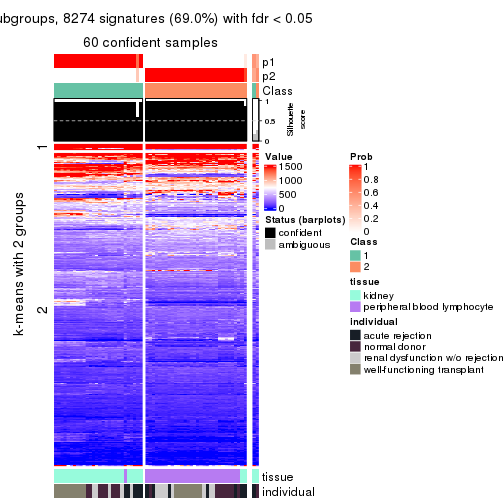 ubgroups, 8274 signatures (69.0%) with fdr < 0.05
60 confident samples
p1
p2
Class
1
0.5
0
Silhouette
score
k-means with 2 groups
1
2
Value
1500
1000
500
0
Status (barplots)
confident
ambiguous
Prob
1
0.8
0.6
0.4
0.2
0
Class
1
2
tissue
kidney
peripheral blood lymphocyte
individual
acute rejection
normal donor
renal dysfunction w/o rejection
well-functioning transplant
tissue
individual